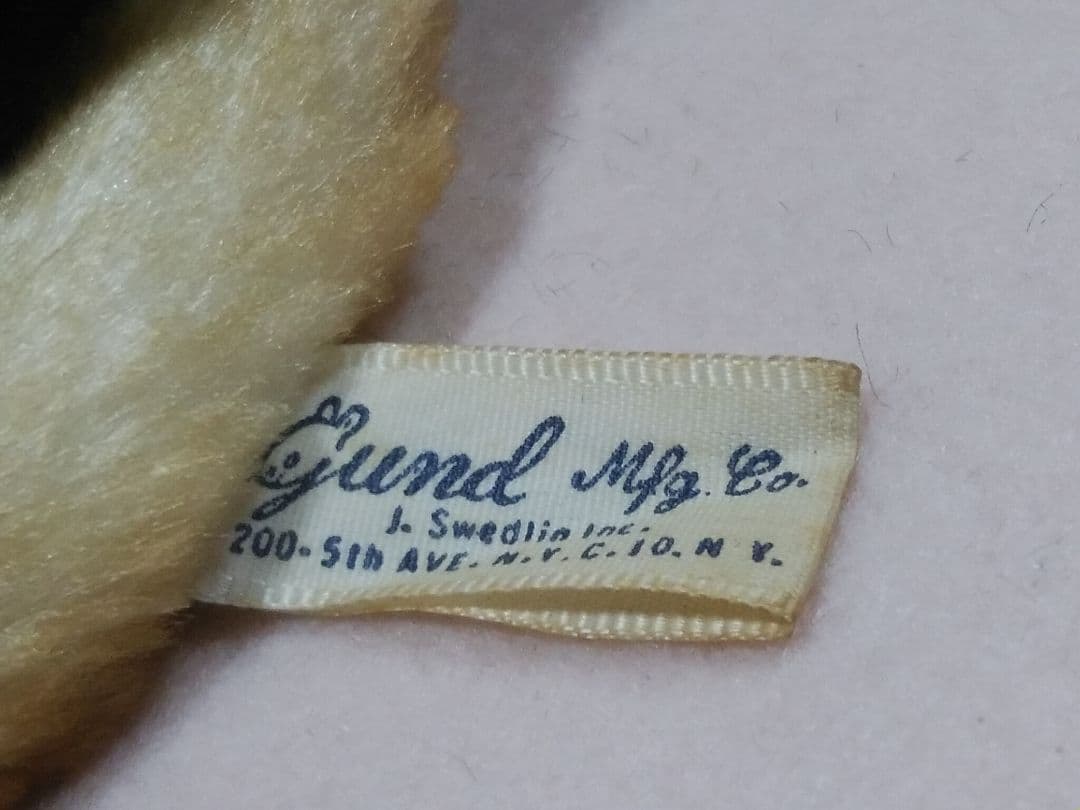 Gund Mfg. Co.
J. Swedlin Inc.
200-5th AVE. N.Y.C. 10. N Y.